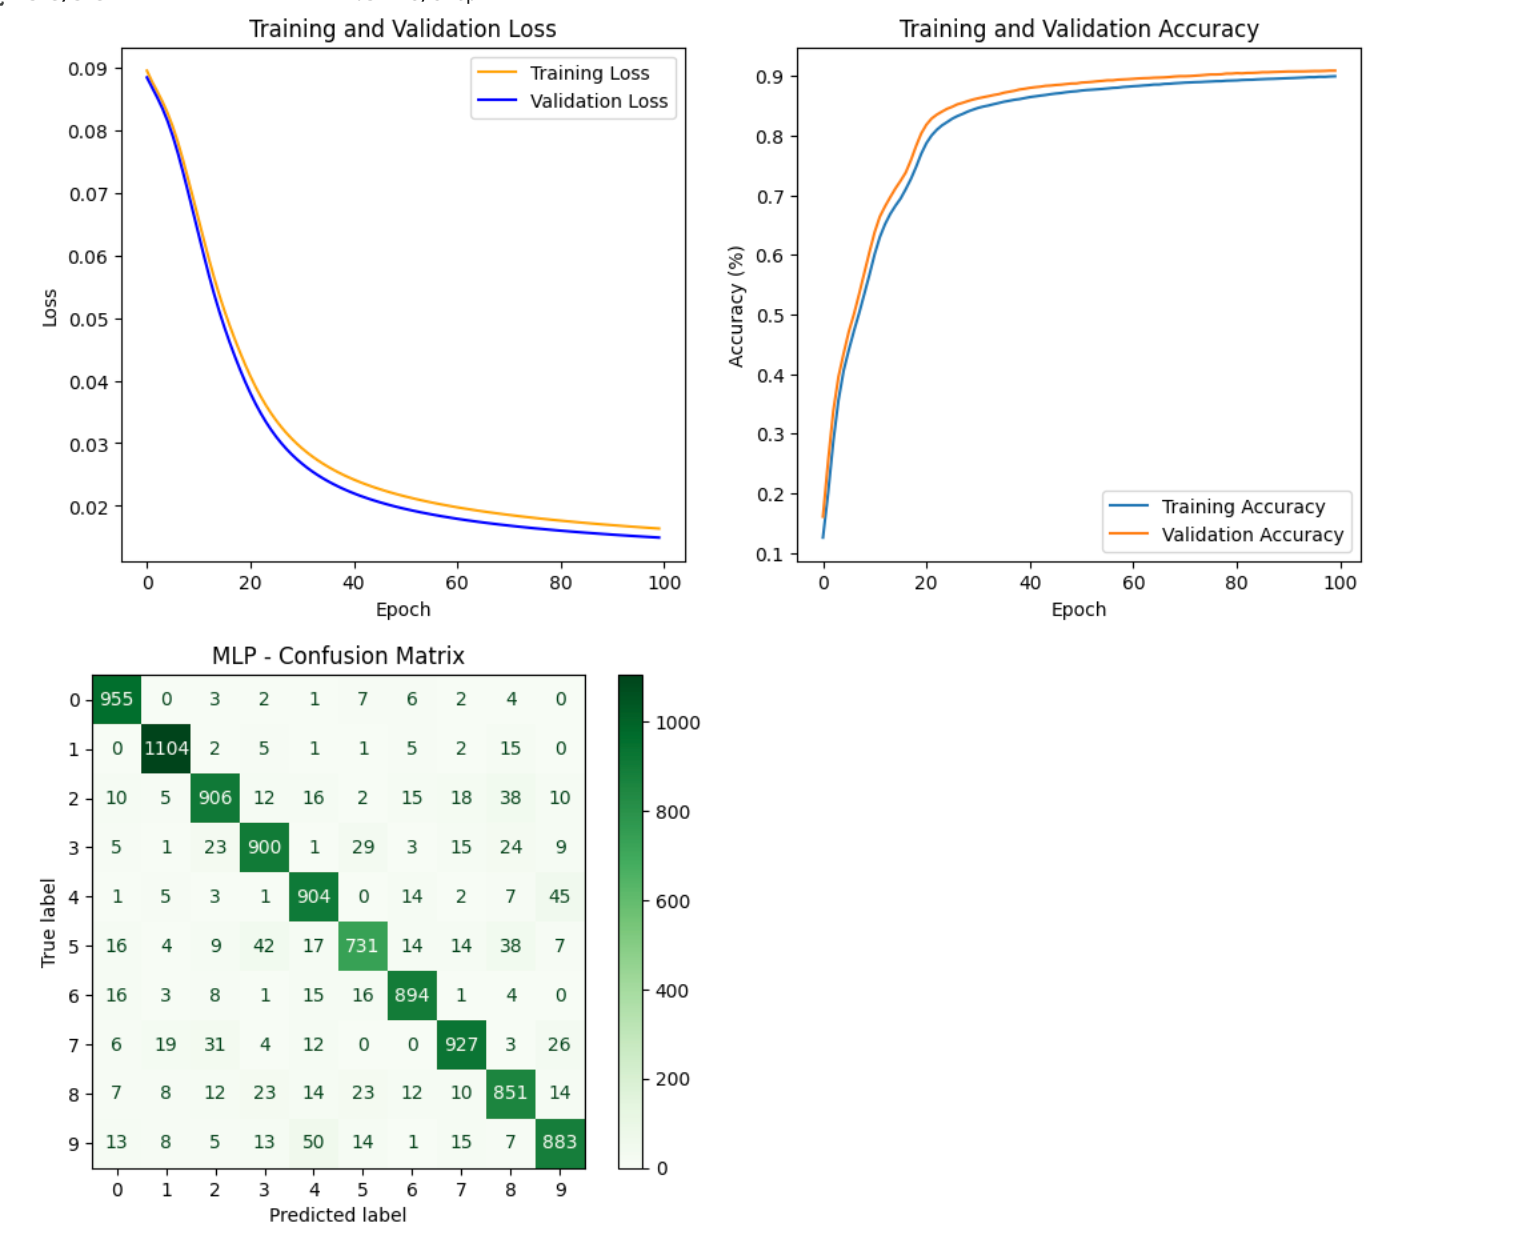 Training and Validation Loss
0.09
0.08
0.07
0.06
0.05
0.04
0.03
0.02
Loss
Training Loss
Validation Loss
0 20 40 60 80 100
Epoch
Training and Validation Accuracy
0.9
0.8
0.7
0.6
0.5
0.4
0.3
0.2
0.1
Accuracy (%)
Training Accuracy
Validation Accuracy
0 20 40 60 80 100
Epoch
MLP - Confusion Matrix
0 955 0 3 2 1 7 6 2 4 0
1 0 1104 2 5 1 1 5 2 15 0
2 10 5 906 12 16 2 15 18 38 10
3 5 1 23 900 1 29 3 15 24 9
4 1 5 3 1 904 0 14 2 7 45
5 16 4 9 42 17 731 14 14 38 7
6 16 3 8 1 15 16 894 1 4 0
7 6 19 31 4 12 0 0 927 3 26
8 7 8 12 23 14 23 12 10 851 14
9 13 8 5 13 50 14 1 15 7 883
True label
0 1 2 3 4 5 6 7 8 9
Predicted label
1000
800
600
400
200
0